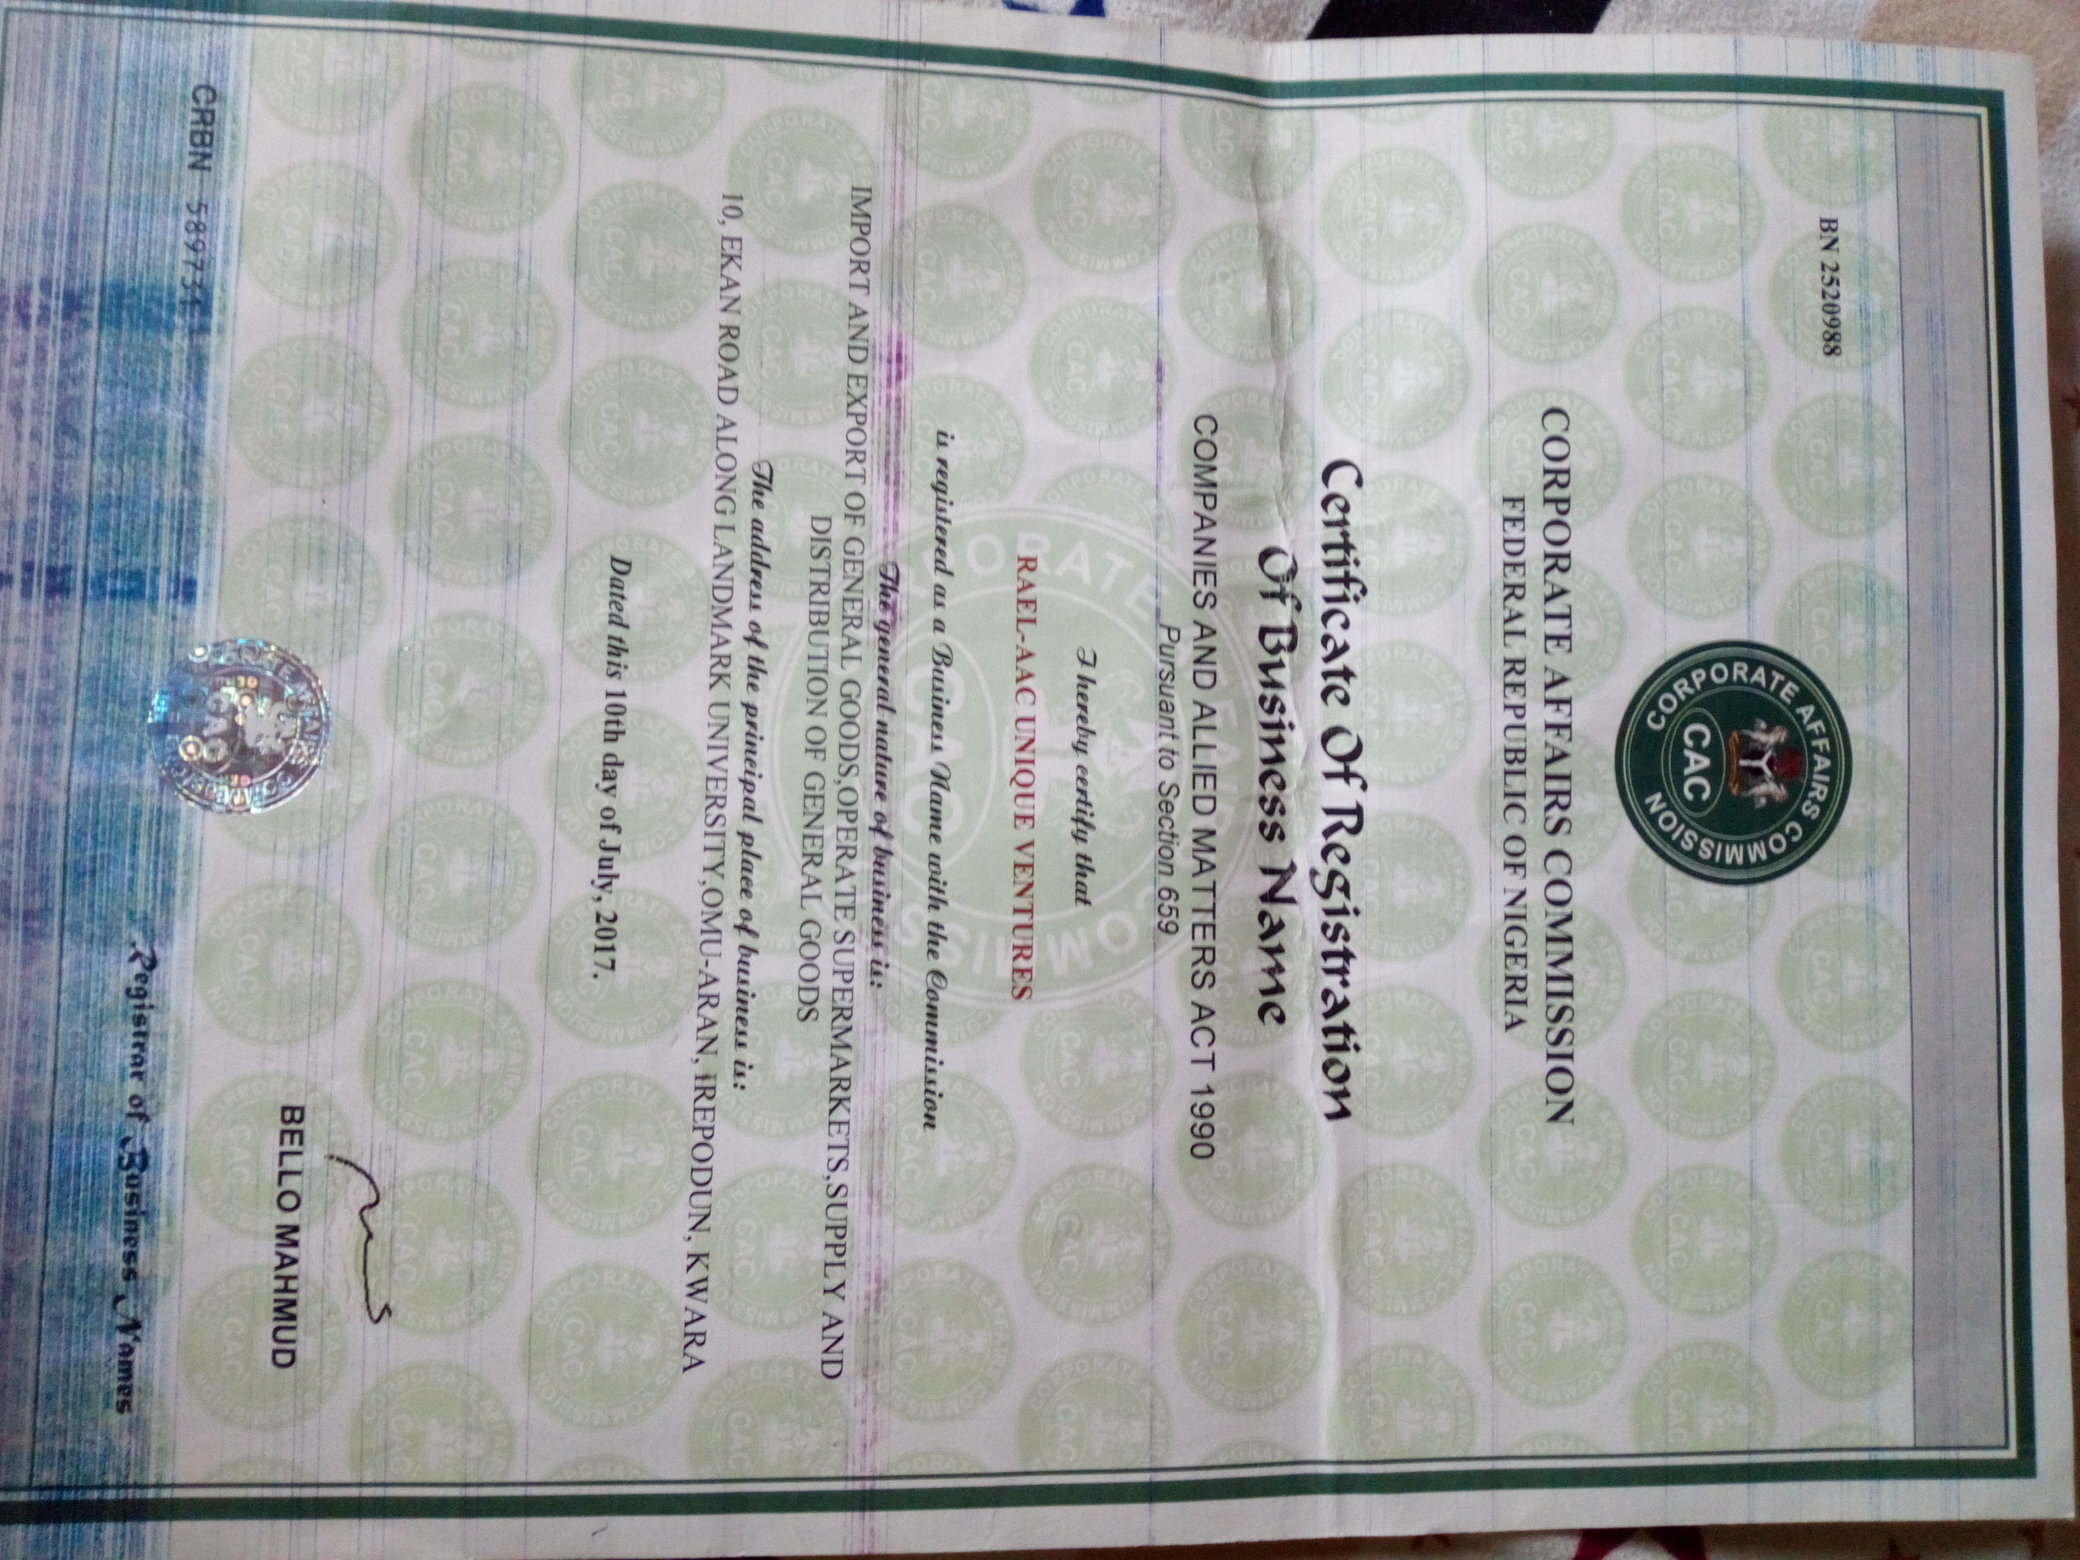 BN 2520988
CORPORATE AFFAIRS COMMISSION
CAC
CORPORATE AFFAIRS COMMISSION
FEDERAL REPUBLIC OF NIGERIA
Certificate Of Registration
Of Business Name
COMPANIES AND ALLIED MATTERS ACT 1990
Pursuant to Section 659
I hereby certify that
RAEL-AAC UNIQUE VENTURES
is registered as a Business Name with the Commission
The general nature of business is:
IMPORT AND EXPORT OF GENERAL GOODS,OPERATE SUPERMARKETS,SUPPLY AND
DISTRIBUTION OF GENERAL GOODS
The address of the principal place of business is:
10, EKAN ROAD ALONG LANDMARK UNIVERSITY,OMU-ARAN, IREPODUN, KWARA
Dated this 10th day of July, 2017.
BELLO MAHMUD
Registrar of Business Names
CRBN